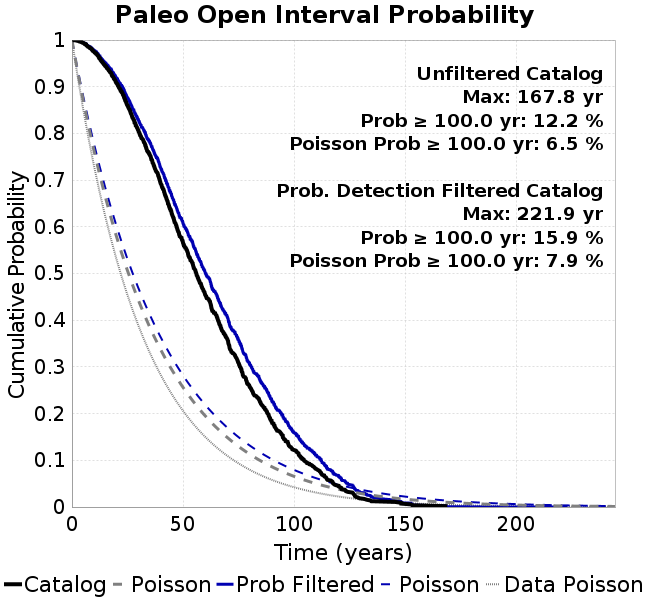 Paleo Open Interval Probability
Unfiltered Catalog
Max: 167.8 yr
Prob ≥ 100.0 yr: 12.2 %
Poisson Prob ≥ 100.0 yr: 6.5 %
Prob. Detection Filtered Catalog
Max: 221.9 yr
Prob ≥ 100.0 yr: 15.9 %
Poisson Prob ≥ 100.0 yr: 7.9 %
Cumulative Probability
1
0.9
0.8
0.7
0.6
0.5
0.4
0.3
0.2
0.1
0
0 50 100 150 200
Time (years)
Catalog Poisson Prob Filtered Poisson Data Poisson